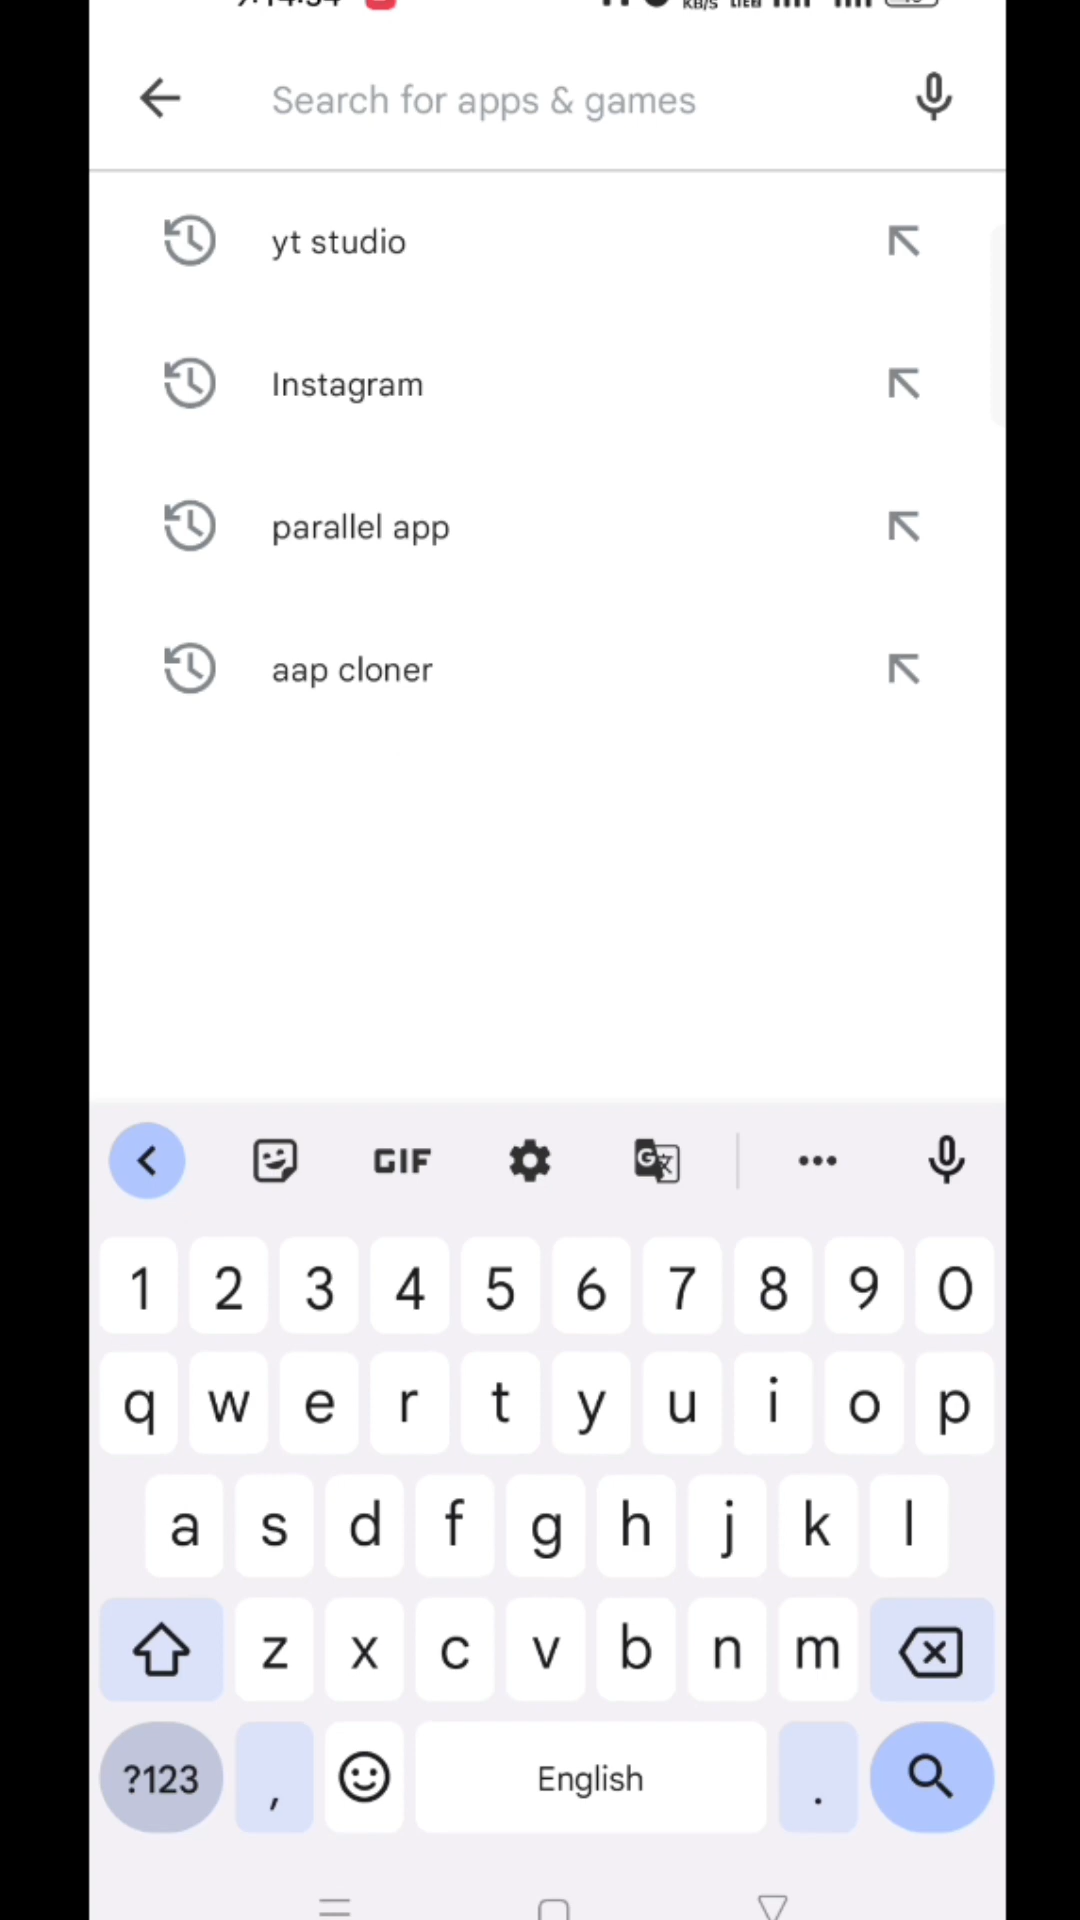 KB/S
Search for apps & games
yt studio
Instagram
parallel app
aap cloner
GIF
1 2 3 4 5 6 7 8 9 0
q w e r t y u i o p
a s d f g h j k l
z x c v b n m
?123 , English .